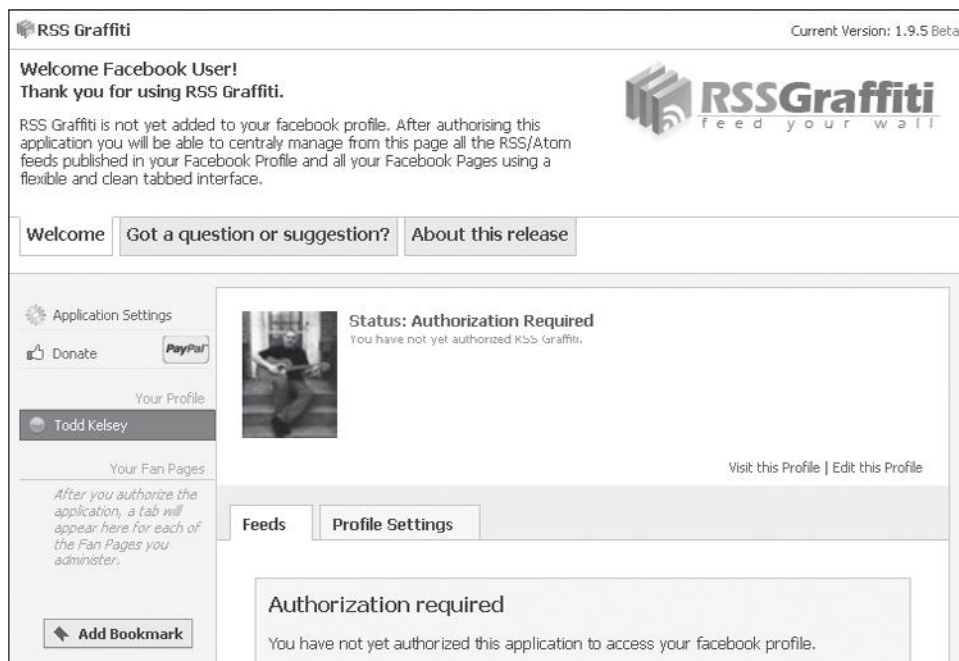 RSS Graffiti
Current Version: 1.9.5 Beta
Welcome Facebook User!
Thank you for using RSS Graffiti.
RSS Graffiti is not yet added to your facebook profile. After authorising this
application you will be able to centraly manage from this page all the RSS/Atom
feeds published in your Facebook Profile and all your Facebook Pages using a
flexible and clean tabbed interface.
RSSGraffiti
feed your wall
Welcome
Got a question or suggestion?
About this release
Application Settings
Donate
PayPal
Your Profile
Todd Kelsey
Your Fan Pages
After you authorize the
application, a tab will
appear here for each of
the Fan Pages you
administer.
Add Bookmark
Status: Authorization Required
You have not yet authorized RSS Graffiti.
Visit this Profile | Edit this Profile
Feeds
Profile Settings
Authorization required
You have not yet authorized this application to access your facebook profile.